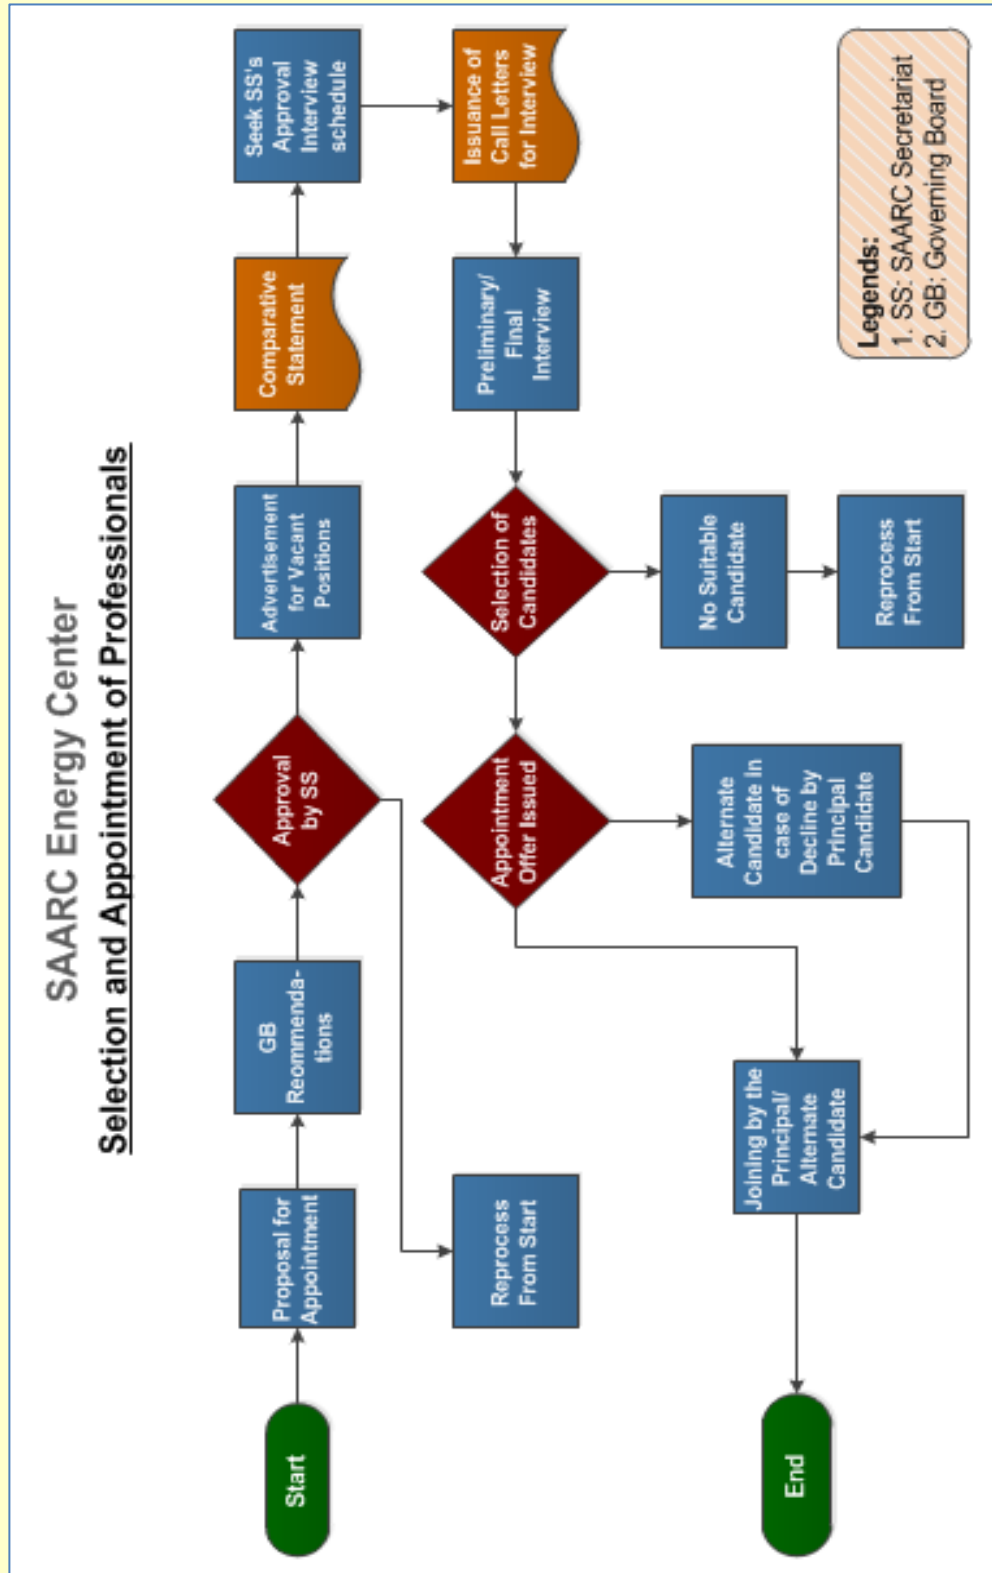 SAARC Energy Center
Selection and Appointment of Professionals
Start
Proposal for
Appointment
GB
Reommenda-
tions
Approval
by SS
Reprocess
From Start
Advertisement
for Vacant
Positions
Comparative
Statement
Seek SS's
Approval
Interview
schedule
Issuance of
Call Letters
for Interview
Preliminary/
Final
Interview
Selection of
Candidates
No Suitable
Candidate
Reprocess
From Start
Appointment
Offer Issued
Alternate
Candidate in
case of
Decline by
Principal
Candidate
Joining by the
Principal/
Alternate
Candidate
End
Legends:
1. SS: SAARC Secretariat
2. GB: Governing Board